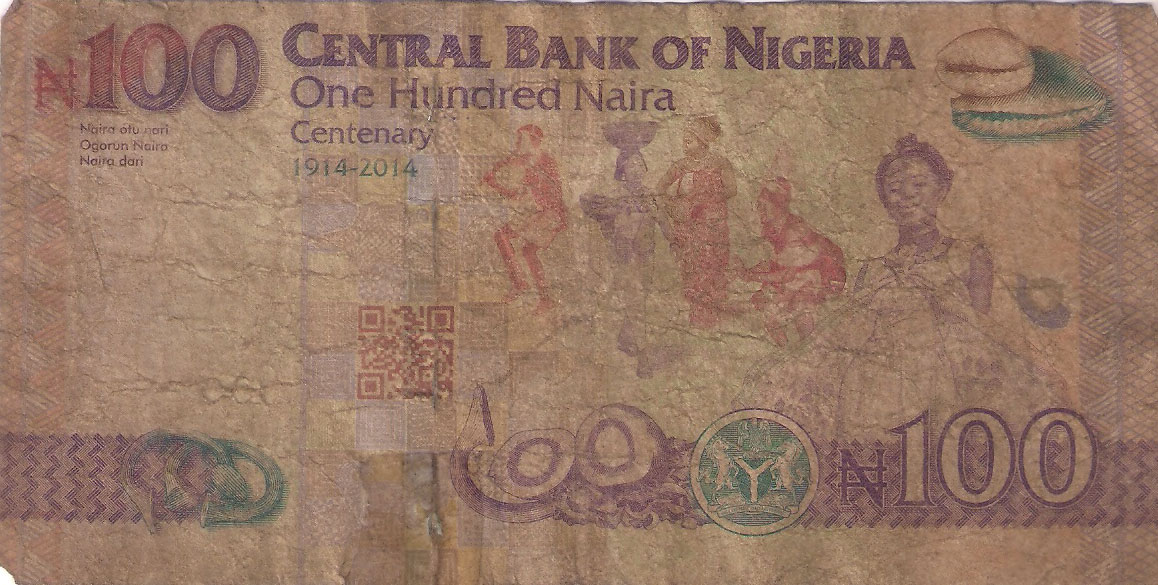 ₦100
CENTRAL BANK OF NIGERIA
One Hundred Naira
Centenary
1914-2014
Naira otu nari
Ogorun Naira
Naira dari
₦100